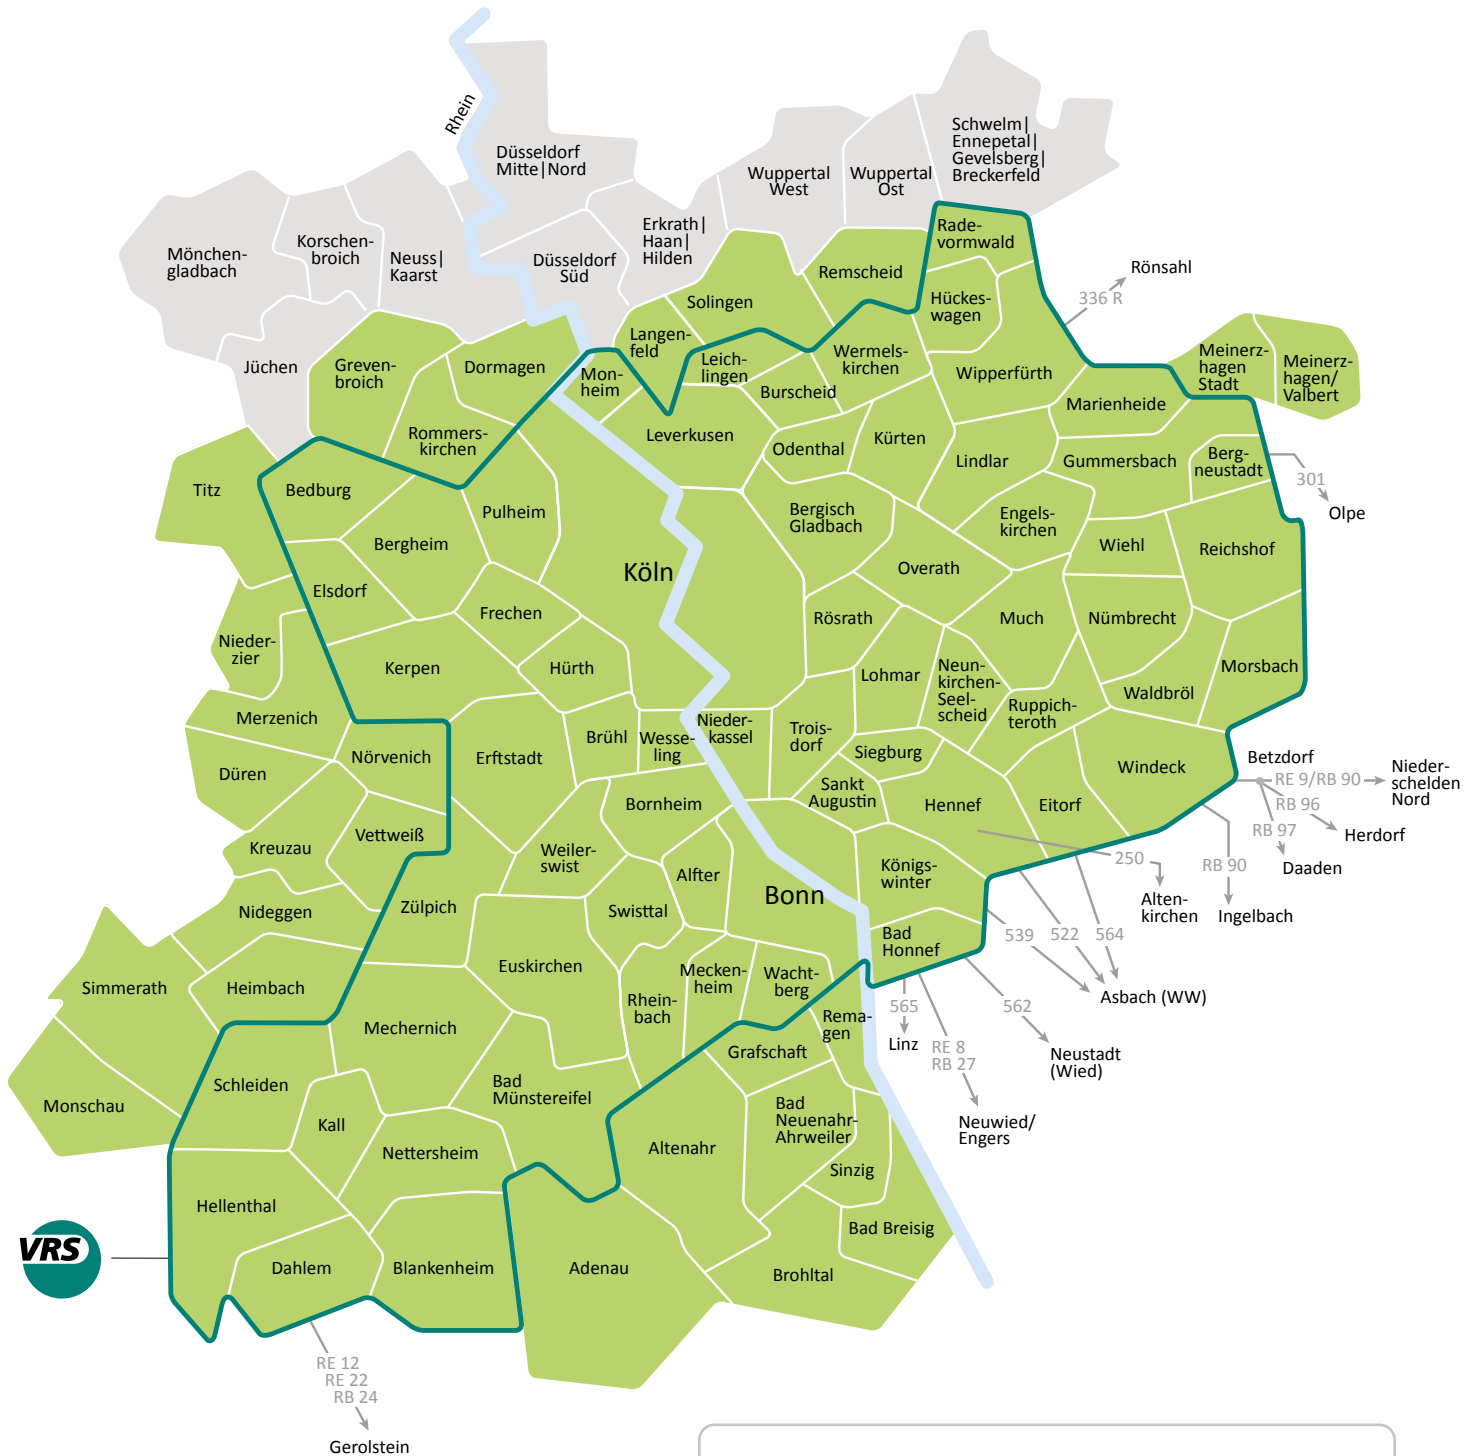 Rhein
Düsseldorf
Mitte|Nord
Schwelm|
Ennepetal|
Gevelsberg|
Breckerfeld
Wuppertal
West
Wuppertal
Ost
Mönchen-
gladbach
Korschen-
broich
Neuss|
Kaarst
Düsseldorf
Süd
Erkrath|
Haan|
Hilden
Rade-
vormwald
Remscheid
Solingen
Hückes-
wagen
Rönsahl
336 R
Jüchen
Greven-
broich
Dormagen
Langen-
feld
Mon-
heim
Leich-
lingen
Burscheid
Wermels-
kirchen
Wipperfürth
Meinerz-
hagen
Stadt
Meinerz-
hagen/
Valbert
Marienheide
Rommers-
kirchen
Leverkusen
Odenthal
Kürten
Lindlar
Gummersbach
Berg-
neustadt
301
Olpe
Titz
Bedburg
Pulheim
Bergheim
Bergisch
Gladbach
Engels-
kirchen
Wiehl
Reichshof
Köln
Overath
Elsdorf
Frechen
Rösrath
Much
Nümbrecht
Nieder-
zier
Kerpen
Hürth
Lohmar
Neun-
kirchen-
Seel-
scheid
Ruppich-
teroth
Waldbröl
Morsbach
Merzenich
Nörvenich
Düren
Erftstadt
Brühl
Wesse-
ling
Nieder-
kassel
Trois-
dorf
Siegburg
Sankt
Augustin
Hennef
Eitorf
Windeck
Betzdorf
RE 9/RB 90
Nieder-
schelden
Nord
RB 96
Herdorf
RB 97
Daaden
RB 90
Ingelbach
250
Alten-
kirchen
Bornheim
Kreuzau
Vettweiß
Weiler-
swist
Alfter
Bonn
Königs-
winter
Nideggen
Zülpich
Swisttal
Bad
Honnef
539
522
564
Asbach (WW)
Simmerath
Heimbach
Euskirchen
Mechernich
Rhein-
bach
Mecken-
heim
Wacht-
berg
Rema-
gen
565
Linz
562
Neustadt
(Wied)
RE 8
RB 27
Neuwied/
Engers
Grafschaft
Monschau
Schleiden
Kall
Bad
Münstereifel
Nettersheim
Altenahr
Bad
Neuenahr-
Ahrweiler
Sinzig
Hellenthal
Bad Breisig
VRS
Dahlem
Blankenheim
Adenau
Brohltal
RE 12
RE 22
RB 24
Gerolstein